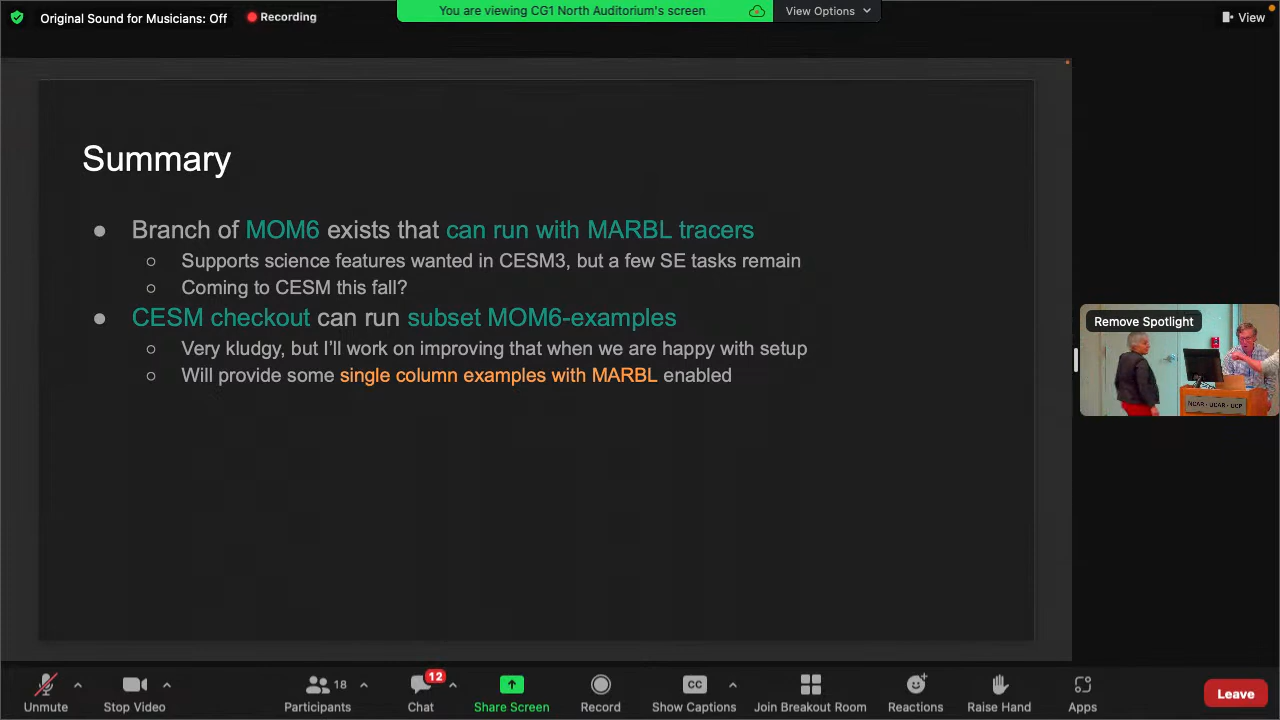 Original Sound for Musicians: Off
Recording
You are viewing CG1 North Auditorium's screen
View Options
View
Summary
● Branch of MOM6 exists that can run with MARBL tracers
○ Supports science features wanted in CESM3, but a few SE tasks remain
○ Coming to CESM this fall?
● CESM checkout can run subset MOM6-examples
○ Very kludgy, but I'll work on improving that when we are happy with setup
○ Will provide some single column examples with MARBL enabled
Remove Spotlight
NCAR · UCAR · UCP
Unmute
Stop Video
18
Participants
12
Chat
Share Screen
Record
CC
Show Captions
Join Breakout Room
Reactions
Raise Hand
Apps
Leave